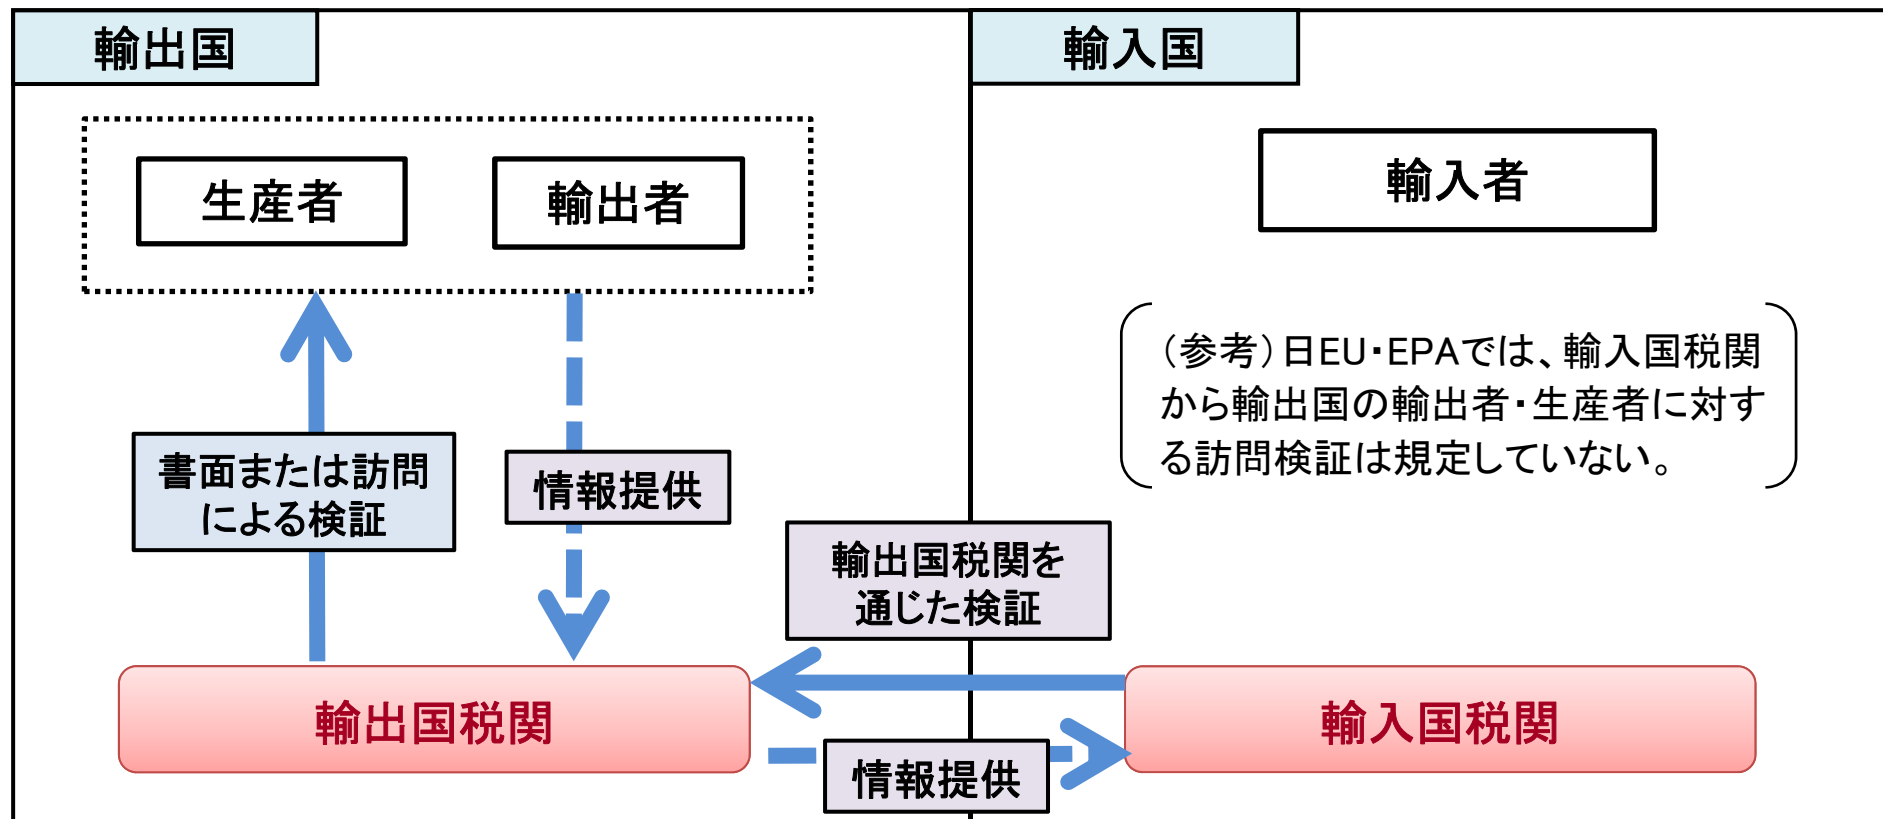 輸出国
輸入国
生産者
輸出者
輸入者
（参考）日EU・EPAでは、輸入国税関
から輸出国の輸出者・生産者に対す
る訪問検証は規定していない。
書面または訪問
による検証
情報提供
輸出国税関を
通じた検証
輸出国税関
輸入国税関
情報提供